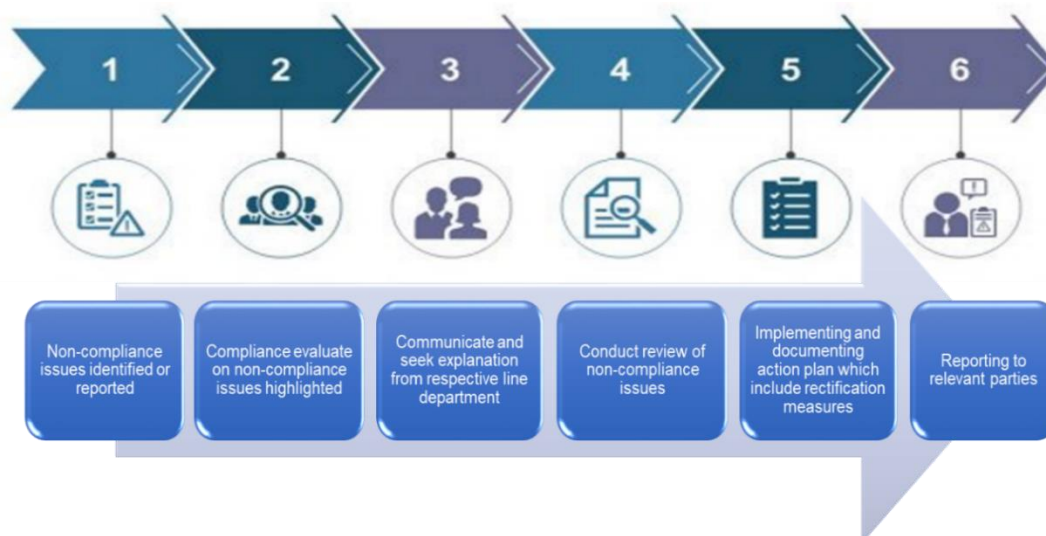 1
2
3
4
5
6
Non-compliance
issues identified or
reported
Compliance evaluate
on non-compliance
issues highlighted
Communicate and
seek explanation
from respective line
department
Conduct review of
non-compliance
issues
Implementing and
documenting
action plan which
include rectification
measures
Reporting to
relevant parties